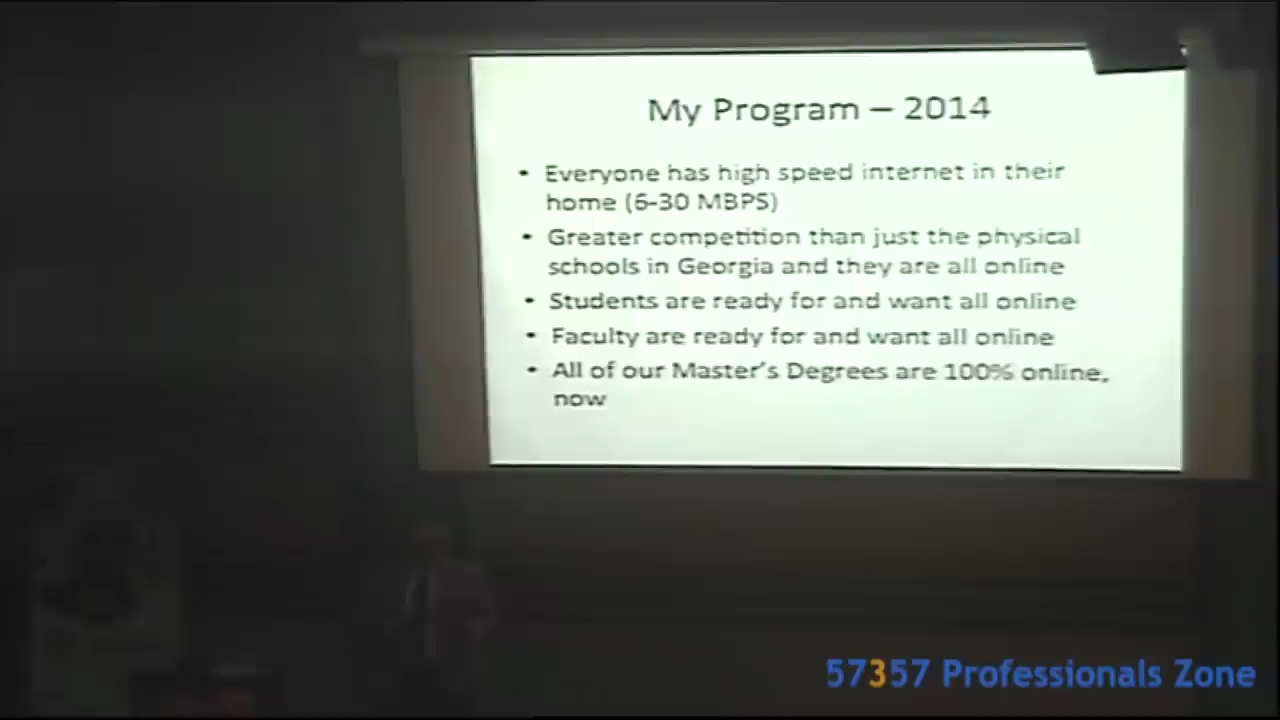 My Program – 2014
• Everyone has high speed internet in their
home (6-30 MBPS)
• Greater competition than just the physical
schools in Georgia and they are all online
• Students are ready for and want all online
• Faculty are ready for and want all online
• All of our Master's Degrees are 100% online,
now
57357 Professionals Zone